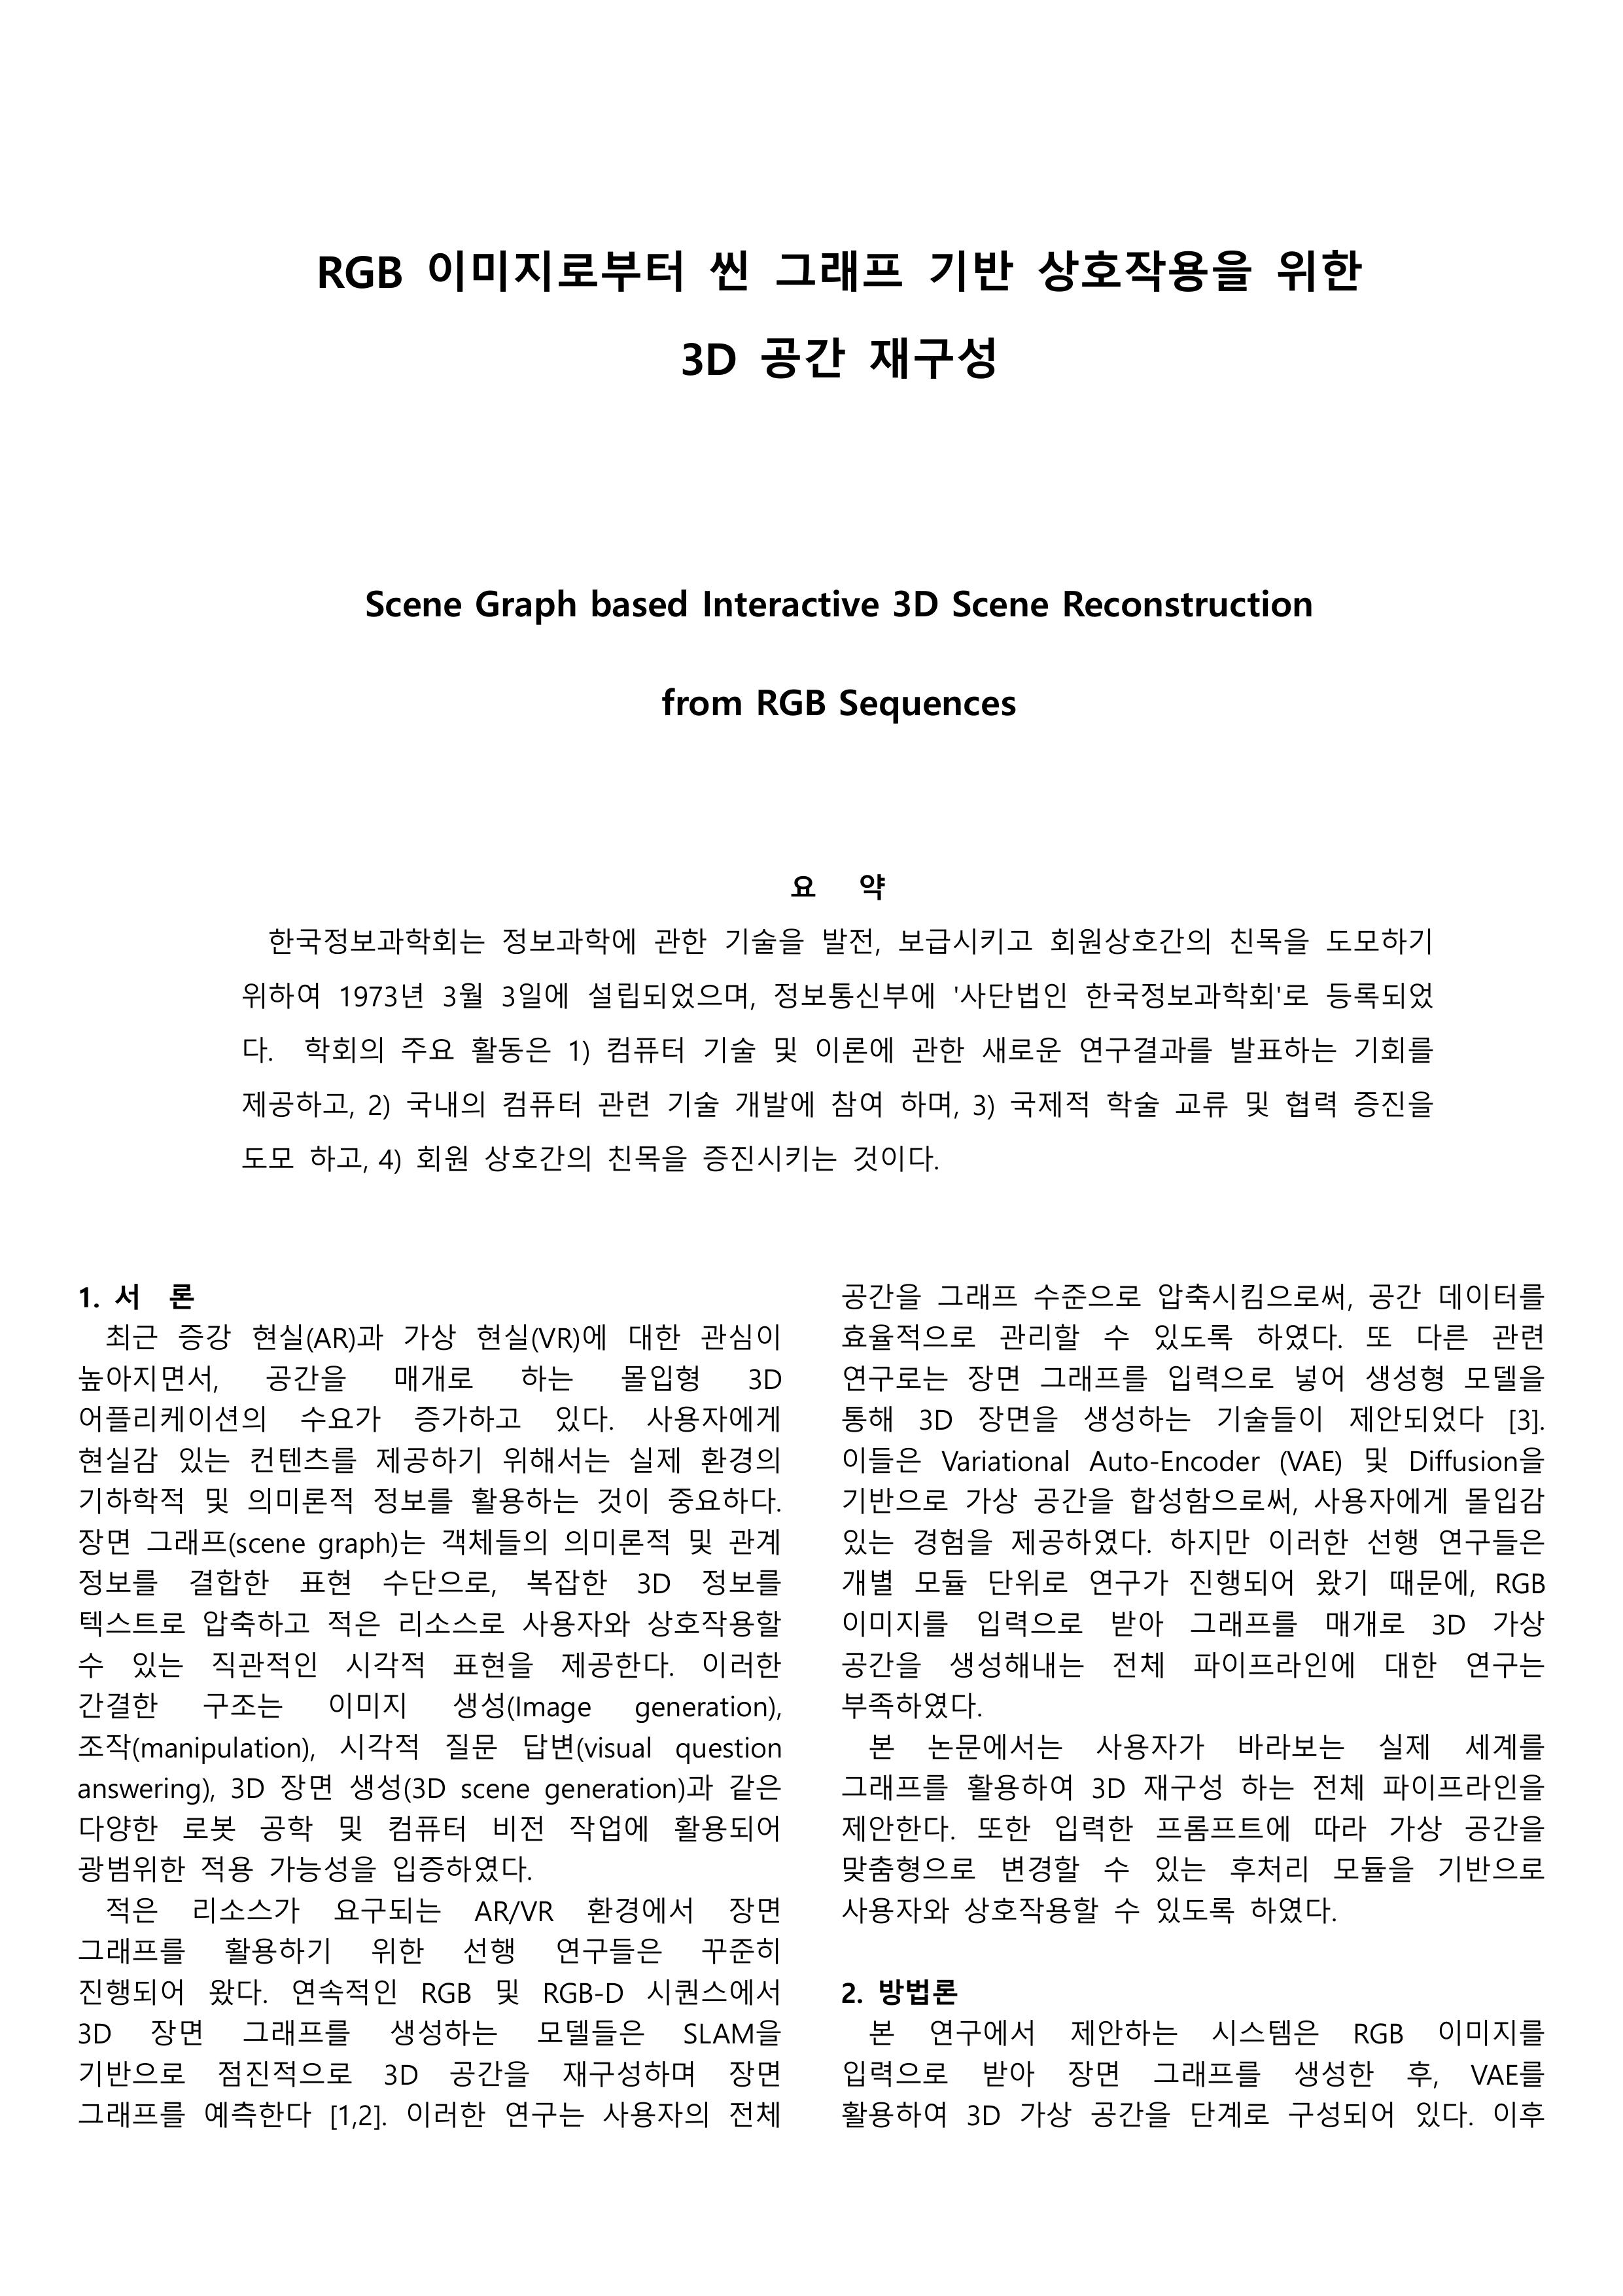 RGB 이미지로부터 씬 그래프 기반 상호작용을 위한
3D 공간 재구성
Scene Graph based Interactive 3D Scene Reconstruction
from RGB Sequences
요 약
한국정보과학회는 정보과학에 관한 기술을 발전, 보급시키고 회원상호간의 친목을 도모하기
위하여 1973년 3월 3일에 설립되었으며, 정보통신부에 '사단법인 한국정보과학회'로 등록되었
다. 학회의 주요 활동은 1) 컴퓨터 기술 및 이론에 관한 새로운 연구결과를 발표하는 기회를
제공하고, 2) 국내의 컴퓨터 관련 기술 개발에 참여 하며, 3) 국제적 학술 교류 및 협력 증진을
도모 하고, 4) 회원 상호간의 친목을 증진시키는 것이다.
1. 서 론
최근 증강 현실(AR)과 가상 현실(VR)에 대한 관심이
높아지면서, 공간을 매개로 하는 몰입형 3D
어플리케이션의 수요가 증가하고 있다. 사용자에게
현실감 있는 컨텐츠를 제공하기 위해서는 실제 환경의
기하학적 및 의미론적 정보를 활용하는 것이 중요하다.
장면 그래프(scene graph)는 객체들의 의미론적 및 관계
정보를 결합한 표현 수단으로, 복잡한 3D 정보를
텍스트로 압축하고 적은 리소스로 사용자와 상호작용할
수 있는 직관적인 시각적 표현을 제공한다. 이러한
간결한 구조는 이미지 생성(Image generation),
조작(manipulation), 시각적 질문 답변(visual question
answering), 3D 장면 생성(3D scene generation)과 같은
다양한 로봇 공학 및 컴퓨터 비전 작업에 활용되어
광범위한 적용 가능성을 입증하였다.
적은 리소스가 요구되는 AR/VR 환경에서 장면
그래프를 활용하기 위한 선행 연구들은 꾸준히
진행되어 왔다. 연속적인 RGB 및 RGB-D 시퀀스에서
3D 장면 그래프를 생성하는 모델들은 SLAM을
기반으로 점진적으로 3D 공간을 재구성하며 장면
그래프를 예측한다 [1,2]. 이러한 연구는 사용자의 전체
공간을 그래프 수준으로 압축시킴으로써, 공간 데이터를
효율적으로 관리할 수 있도록 하였다. 또 다른 관련
연구로는 장면 그래프를 입력으로 넣어 생성형 모델을
통해 3D 장면을 생성하는 기술들이 제안되었다 [3].
이들은 Variational Auto-Encoder (VAE) 및 Diffusion을
기반으로 가상 공간을 합성함으로써, 사용자에게 몰입감
있는 경험을 제공하였다. 하지만 이러한 선행 연구들은
개별 모듈 단위로 연구가 진행되어 왔기 때문에, RGB
이미지를 입력으로 받아 그래프를 매개로 3D 가상
공간을 생성해내는 전체 파이프라인에 대한 연구는
부족하였다.
본 논문에서는 사용자가 바라보는 실제 세계를
그래프를 활용하여 3D 재구성 하는 전체 파이프라인을
제안한다. 또한 입력한 프롬프트에 따라 가상 공간을
맞춤형으로 변경할 수 있는 후처리 모듈을 기반으로
사용자와 상호작용할 수 있도록 하였다.
2. 방법론
본 연구에서 제안하는 시스템은 RGB 이미지를
입력으로 받아 장면 그래프를 생성한 후, VAE를
활용하여 3D 가상 공간을 단계로 구성되어 있다. 이후